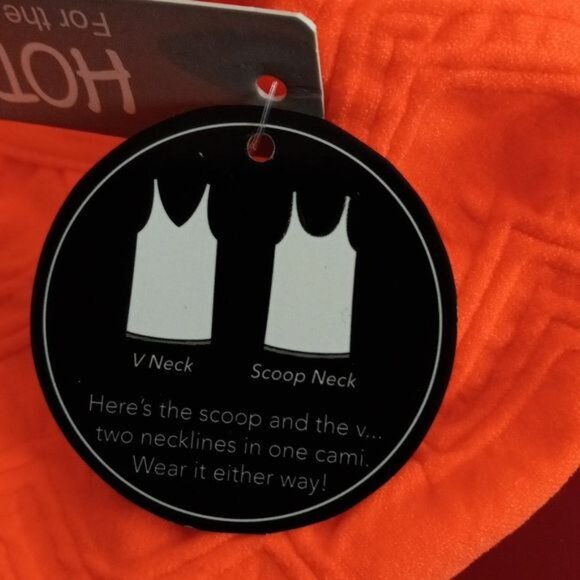 HOT
For the
V Neck
Scoop Neck
Here's the scoop and the v...
two necklines in one cami.
Wear it either way!